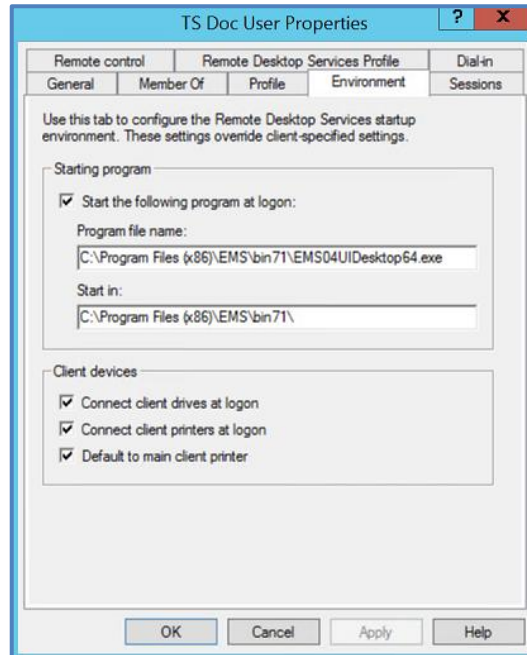 TS Doc User Properties
? X
Remote control Remote Desktop Services Profile Dial-in
General Member Of Profile Environment Sessions
Use this tab to configure the Remote Desktop Services startup
environment. These settings override client-specified settings.
Starting program
Start the following program at logon:
Program file name:
C:\Program Files (x86)\EMS\bin71\EMS04UIDesktop64.exe
Start in:
C:\Program Files (x86)\EMS\bin71\
Client devices
Connect client drives at logon
Connect client printers at logon
Default to main client printer
OK Cancel Apply Help